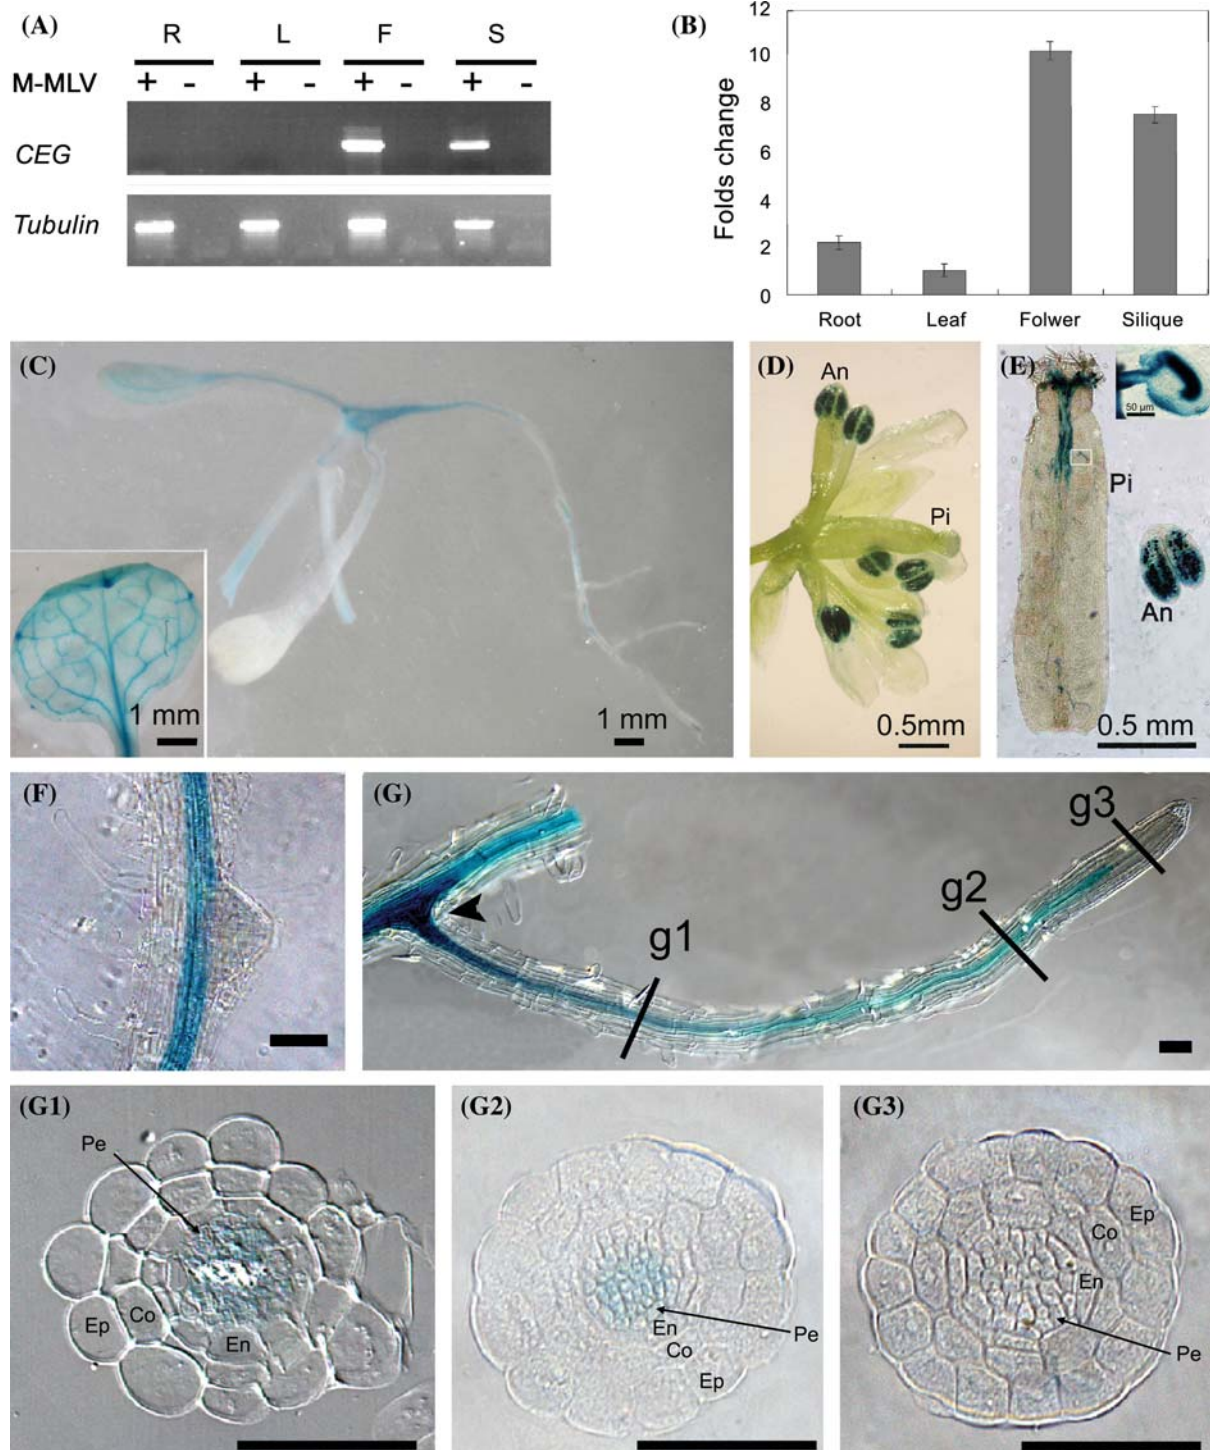 (A)
R L F S
M-MLV + - + - + - + -
CEG
Tubulin
(B)
Folds change
12
10
8
6
4
2
0
Root Leaf Folwer Silique
(C)
1 mm
1 mm
(D)
An
Pi
0.5mm
(E)
50 µm
Pi
An
0.5 mm
(F)
(G)
g1
g2
g3
(G1)
Pe
Ep
Co
En
(G2)
En
Co
Ep
Pe
(G3)
Ep
Co
En
Pe